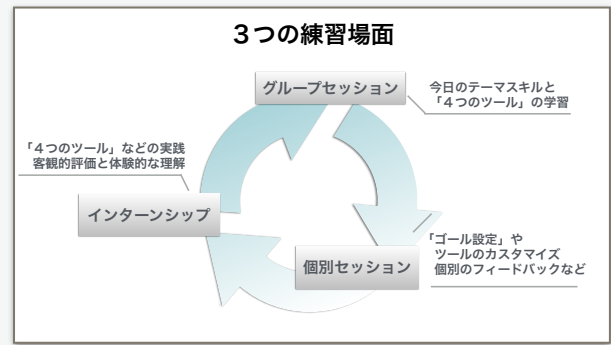 ３つの練習場面
グループセッション
今日のテーマスキルと
「４つのツール」の学習
「４つのツール」などの実践
客観的評価と体験的な理解
インターンシップ
個別セッション
「ゴール設定」や
ツールのカスタマイズ
個別のフィードバックなど